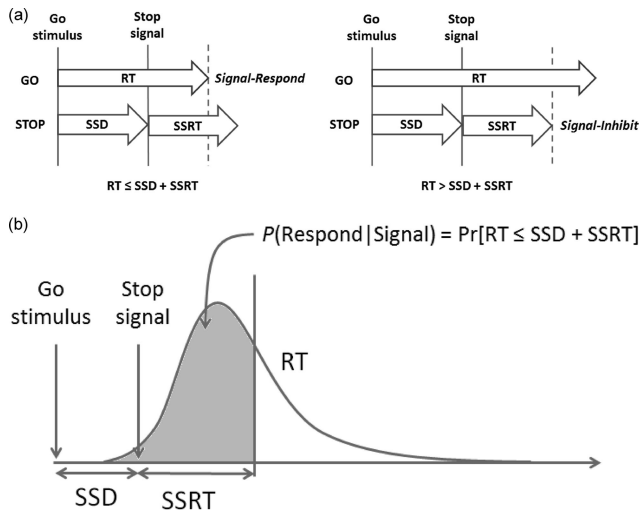 (a)
Go stimulus
Stop signal
GO
RT
Signal-Respond
STOP
SSD
SSRT
RT ≤ SSD + SSRT
Go stimulus
Stop signal
GO
RT
STOP
SSD
SSRT
Signal-Inhibit
RT > SSD + SSRT
(b)
P(Respond|Signal) = Pr[RT ≤ SSD + SSRT]
Go
stimulus
Stop
signal
RT
SSD
SSRT